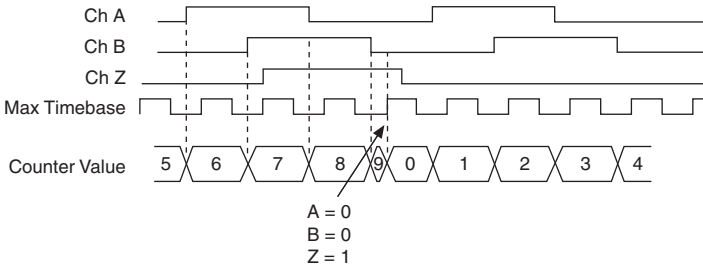 Ch A
Ch B
Ch Z
Max Timebase
Counter Value 5 6 7 8 9 0 1 2 3 4
A = 0
B = 0
Z = 1